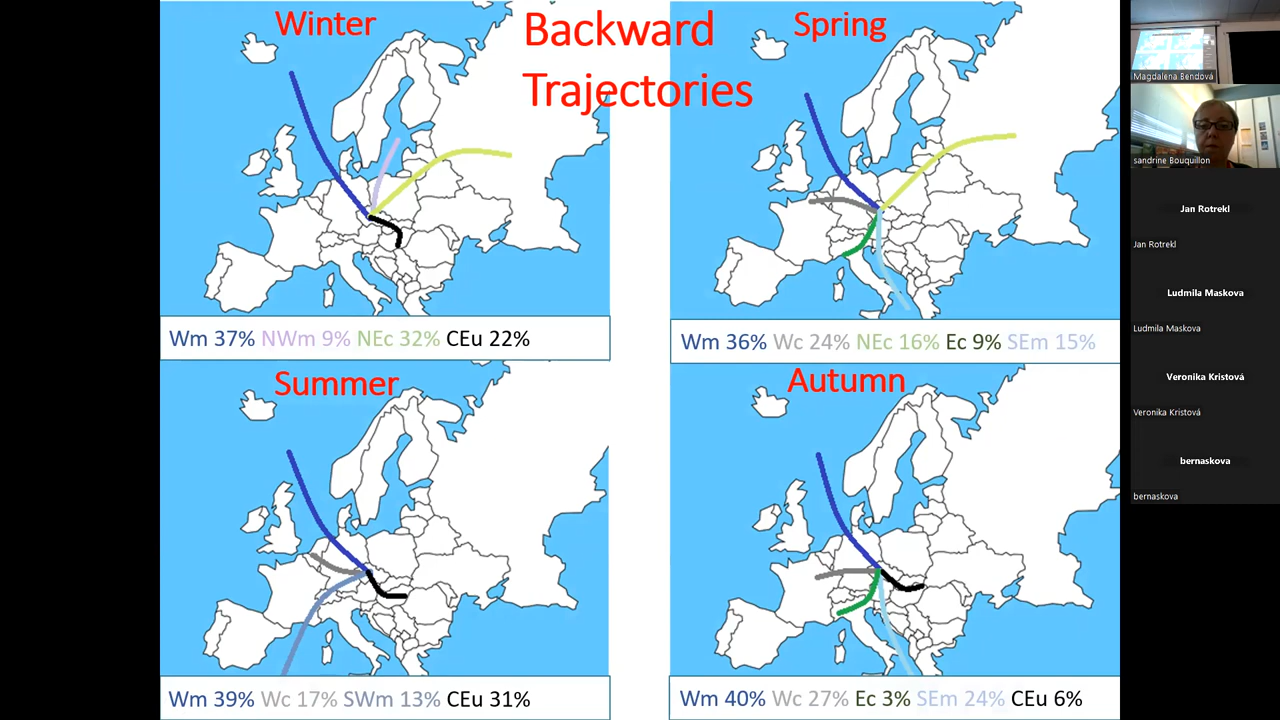 Winter
Backward
Trajectories
Spring
Wm 37% NWm 9% NEc 32% CEu 22%
Wm 36% Wc 24% NEc 16% Ec 9% SEm 15%
Summer
Autumn
Wm 39% Wc 17% SWm 13% CEu 31%
Wm 40% Wc 27% Ec 3% SEm 24% CEu 6%
Magdalena Bendová
sandrine Bouquillon
Jan Rotrekl
Jan Rotrekl
Ludmila Maskova
Ludmila Maskova
Veronika Kristová
Veronika Kristová
bernaskova
bernaskova